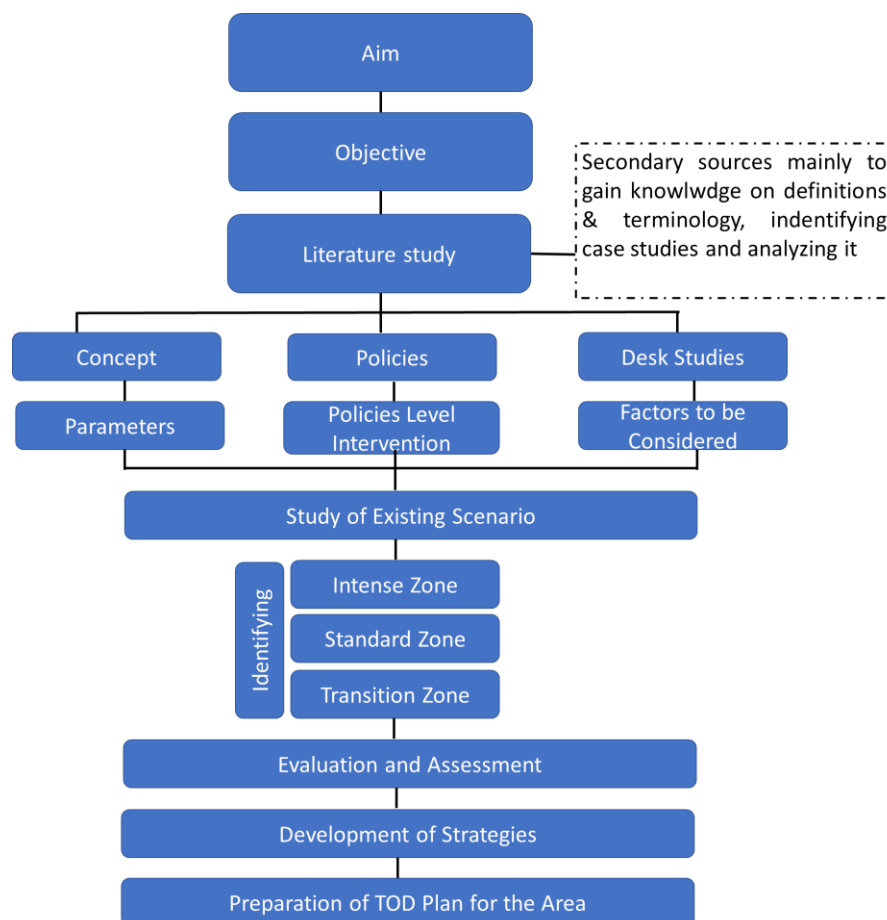 Aim
Objective
Literature study
Secondary sources mainly to
gain knowlwdge on definitions
& terminology, indentifying
case studies and analyzing it
Concept
Policies
Desk Studies
Parameters
Policies Level
Intervention
Factors to be
Considered
Study of Existing Scenario
Identifying
Intense Zone
Standard Zone
Transition Zone
Evaluation and Assessment
Development of Strategies
Preparation of TOD Plan for the Area